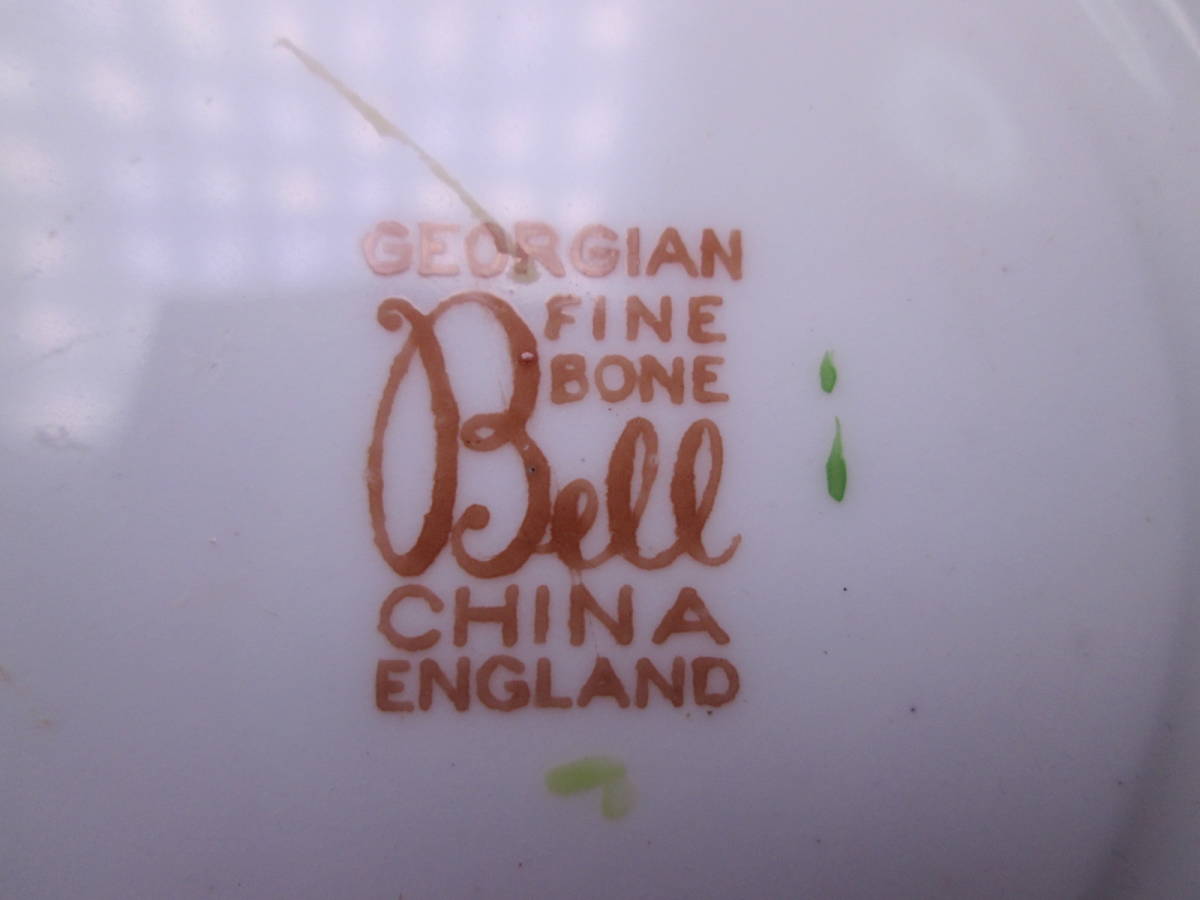 GEORGIAN
FINE
BONE
Bell
CHINA
ENGLAND